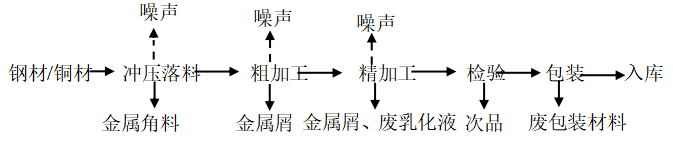 噪声 噪声 噪声
钢材/铜材 冲压落料 粗加工 精加工 检验 包装 入库
金属角料 金属屑 金属屑、废乳化液 次品 废包装材料